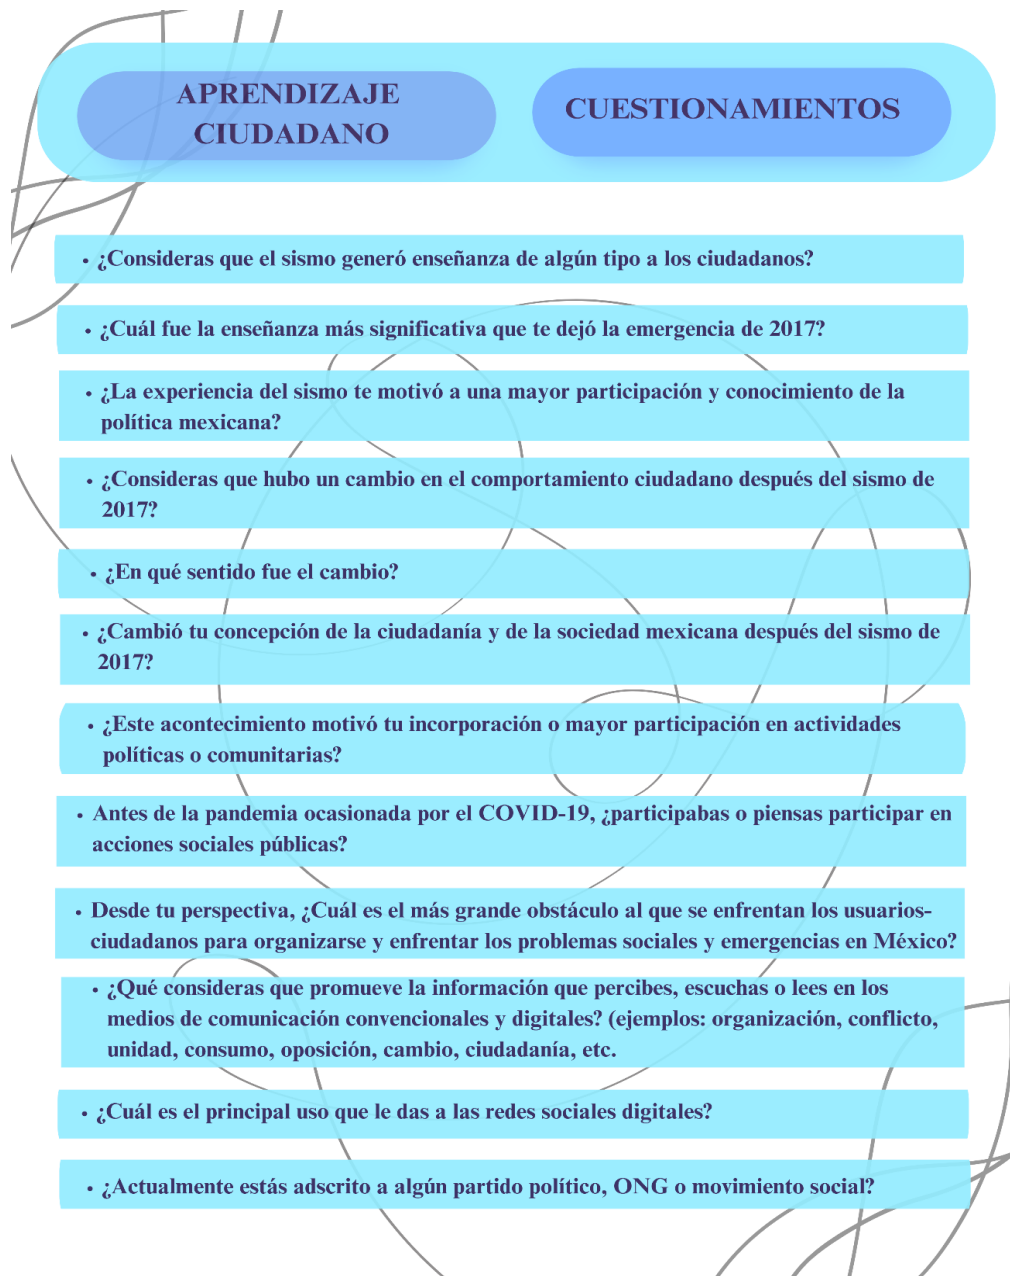 APRENDIZAJE
CIUDADANO
CUESTIONAMIENTOS
• ¿Consideras que el sismo generó enseñanza de algún tipo a los ciudadanos?
• ¿Cuál fue la enseñanza más significativa que te dejó la emergencia de 2017?
• ¿La experiencia del sismo te motivó a una mayor participación y conocimiento de la
política mexicana?
• ¿Consideras que hubo un cambio en el comportamiento ciudadano después del sismo de
2017?
• ¿En qué sentido fue el cambio?
• ¿Cambió tu concepción de la ciudadanía y de la sociedad mexicana después del sismo de
2017?
• ¿Este acontecimiento motivó tu incorporación o mayor participación en actividades
políticas o comunitarias?
• Antes de la pandemia ocasionada por el COVID-19, ¿participabas o piensas participar en
acciones sociales públicas?
• Desde tu perspectiva, ¿Cuál es el más grande obstáculo al que se enfrentan los usuarios-
ciudadanos para organizarse y enfrentar los problemas sociales y emergencias en México?
• ¿Qué consideras que promueve la información que percibes, escuchas o lees en los
medios de comunicación convencionales y digitales? (ejemplos: organización, conflicto,
unidad, consumo, oposición, cambio, ciudadanía, etc.
• ¿Cuál es el principal uso que le das a las redes sociales digitales?
• ¿Actualmente estás adscrito a algún partido político, ONG o movimiento social?